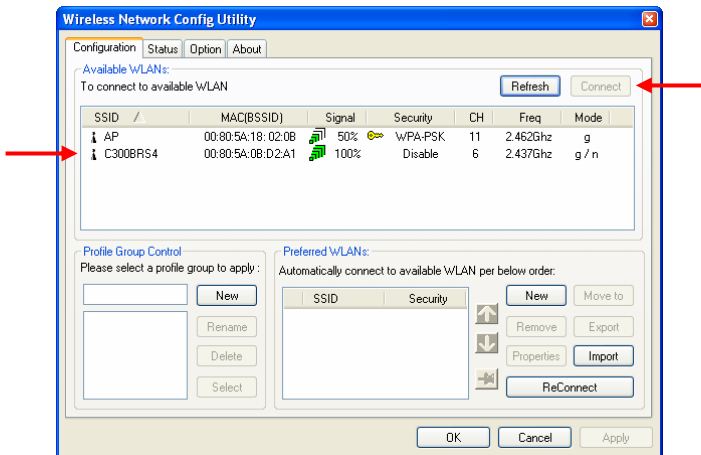 Wireless Network Config Utility
Configuration Status Option About
Available WLANs:
To connect to available WLAN Refresh Connect
SSID MAC(BSSID) Signal Security CH Freq Mode
AP 00:80:5A:18:02:0B 50% WPA-PSK 11 2.462Ghz g
C300BRS4 00:80:5A:0B:D2:A1 100% Disable 6 2.437Ghz g / n
Profile Group Control
Please select a profile group to apply :
New
Rename
Delete
Select
Preferred WLANs:
Automatically connect to available WLAN per below order:
SSID Security
New Move to
Remove Export
Properties Import
ReConnect
OK Cancel Apply